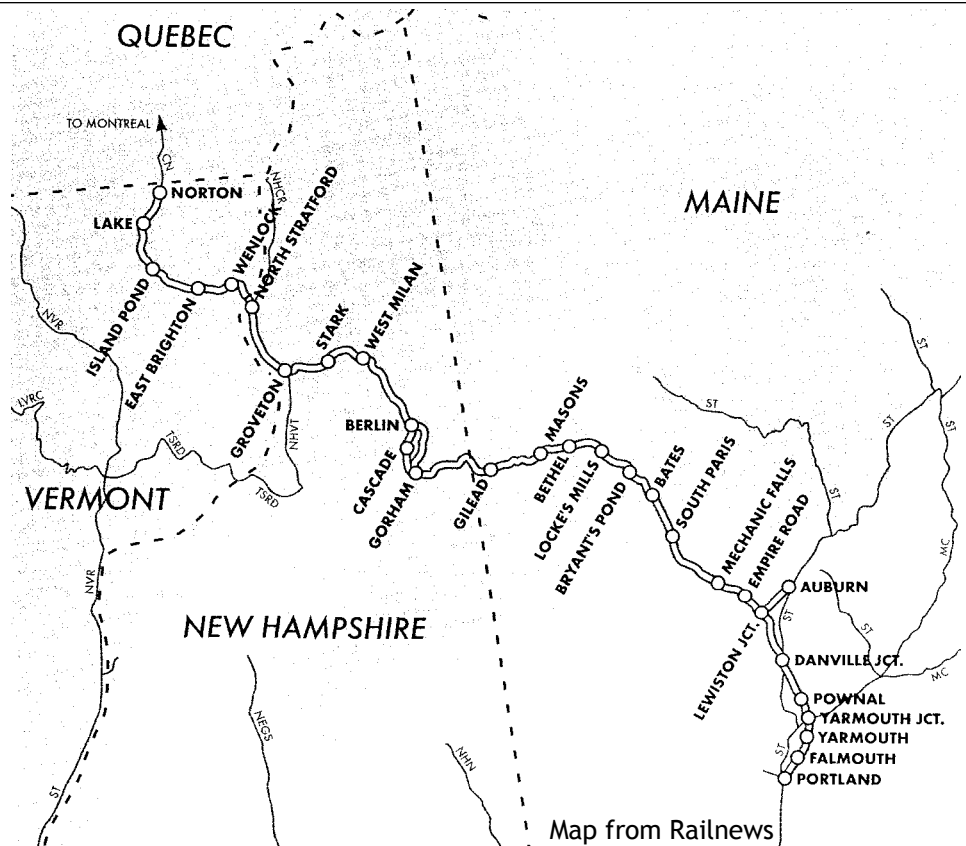 QUEBEC
TO MONTREAL
CN
NORTON
NHCR
LAKE
WENLOCK
NORTH STRATFORD
MAINE
ISLAND POND
EAST BRIGHTON
STARK
WEST MILAN
NVR
LVRC
GROVETON
NHVT
TSRD
TSRD
VERMONT
BERLIN
CASCADE
GORHAM
GILEAD
MASONS
BETHEL
LOCKE'S MILLS
BRYANT'S POND
BATES
SOUTH PARIS
MECHANIC FALLS
EMPIRE ROAD
ST
ST
ST
ST
ST
MC
NVR
NEW HAMPSHIRE
LEWISTON JCT.
AUBURN
ST
ST
DANVILLE JCT.
MC
POWNAL
YARMOUTH JCT.
YARMOUTH
FALMOUTH
PORTLAND
ST
ST
NEGS
NHN
Map from Railnews